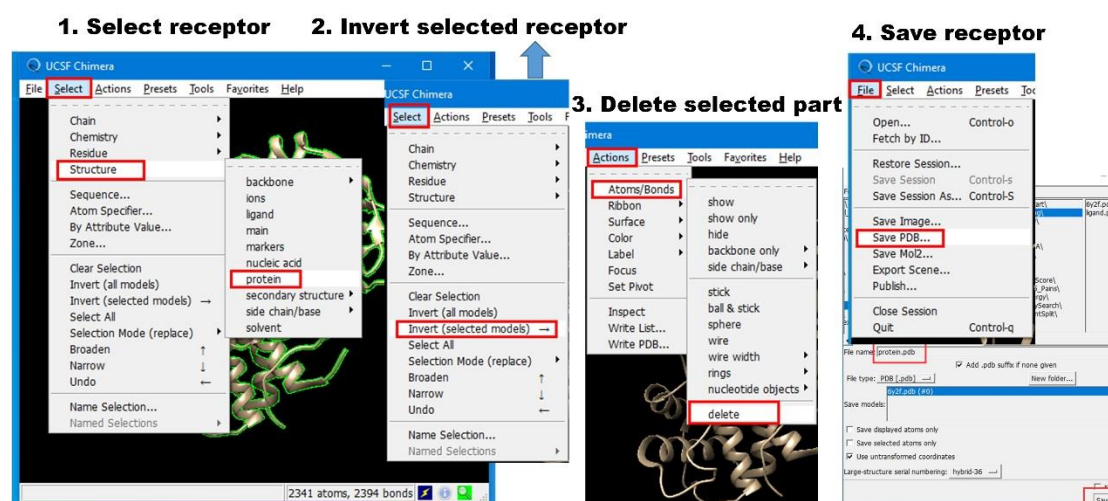 1. Select receptor
2. Invert selected receptor
3. Delete selected part
4. Save receptor
UCSF Chimera
File Select Actions Presets Tools Favorites Help
Chain
Chemistry
Residue
Structure
Sequence...
Atom Specifier...
By Attribute Value...
Zone...
Clear Selection
Invert (all models)
Invert (selected models) →
Select All
Selection Mode (replace)
Broaden ↑
Narrow ↓
Undo ←
Name Selection...
Named Selections
backbone
ions
ligand
main
markers
nucleic acid
protein
secondary structure
side chain/base
solvent
2341 atoms, 2394 bonds
UCSF Chimera
Select Actions Presets Tools F
Chain
Chemistry
Residue
Structure
Sequence...
Atom Specifier...
By Attribute Value...
Zone...
Clear Selection
Invert (all models)
Invert (selected models) →
Select All
Selection Mode (replace)
Broaden ↑
Narrow ↓
Undo ←
Name Selection...
Named Selections
imera
Actions Presets Tools Favorites Help
Atoms/Bonds
Ribbon
Surface
Color
Label
Focus
Set Pivot
Inspect
Write List...
Write PDB...
show
show only
hide
backbone only
side chain/base
stick
ball & stick
sphere
wire
wire width
rings
nucleotide objects
delete
UCSF Chimera
File Select Actions Presets Too
Open... Control-o
Fetch by ID...
Restore Session...
Save Session Control-s
Save Session As... Control-S
Save Image...
Save PDB...
Save Mol2...
Export Scene...
Publish...
Close Session
Quit Control-q
File name: protein.pdb
Add .pdb suffix if none given
File type: PDB [.pdb]
New folder...
6y2f.pdb (#0)
Save models:
Save displayed atoms only
Save selected atoms only
Use untransformed coordinates
Large-structure serial numbering: hybrid-36